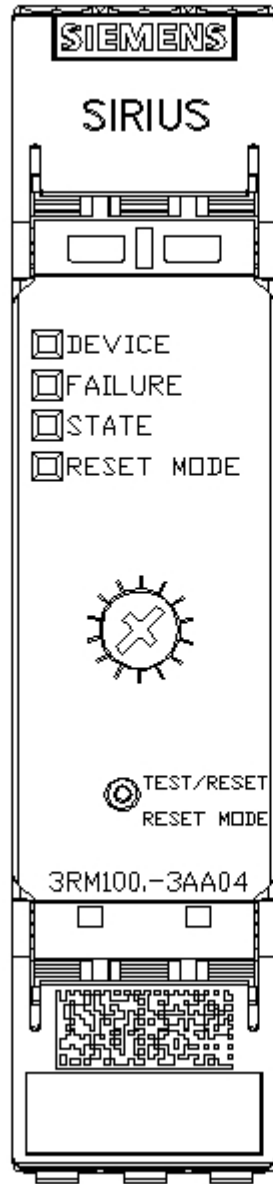 SIEMENS
SIRIUS
DEVICE
FAILURE
STATE
RESET MODE
TEST/RESET
RESET MODE
3RM100.-3AA04